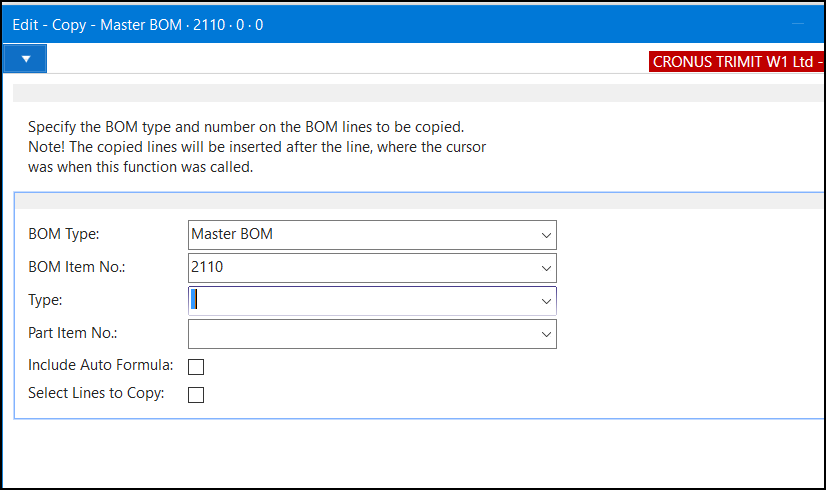 Edit - Copy - Master BOM · 2110 · 0 · 0
CRONUS TRIMIT W1 Ltd -
Specify the BOM type and number on the BOM lines to be copied.
Note! The copied lines will be inserted after the line, where the cursor
was when this function was called.
BOM Type: Master BOM
BOM Item No.: 2110
Type:
Part Item No.:
Include Auto Formula:
Select Lines to Copy: